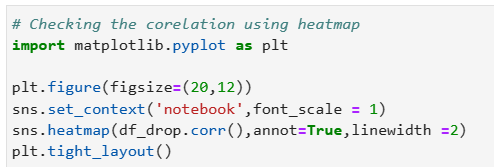 # Checking the corelation using heatmap
import matplotlib.pyplot as plt

plt.figure(figsize=(20,12))
sns.set_context('notebook',font_scale = 1)
sns.heatmap(df_drop.corr(),annot=True,linewidth =2)
plt.tight_layout()